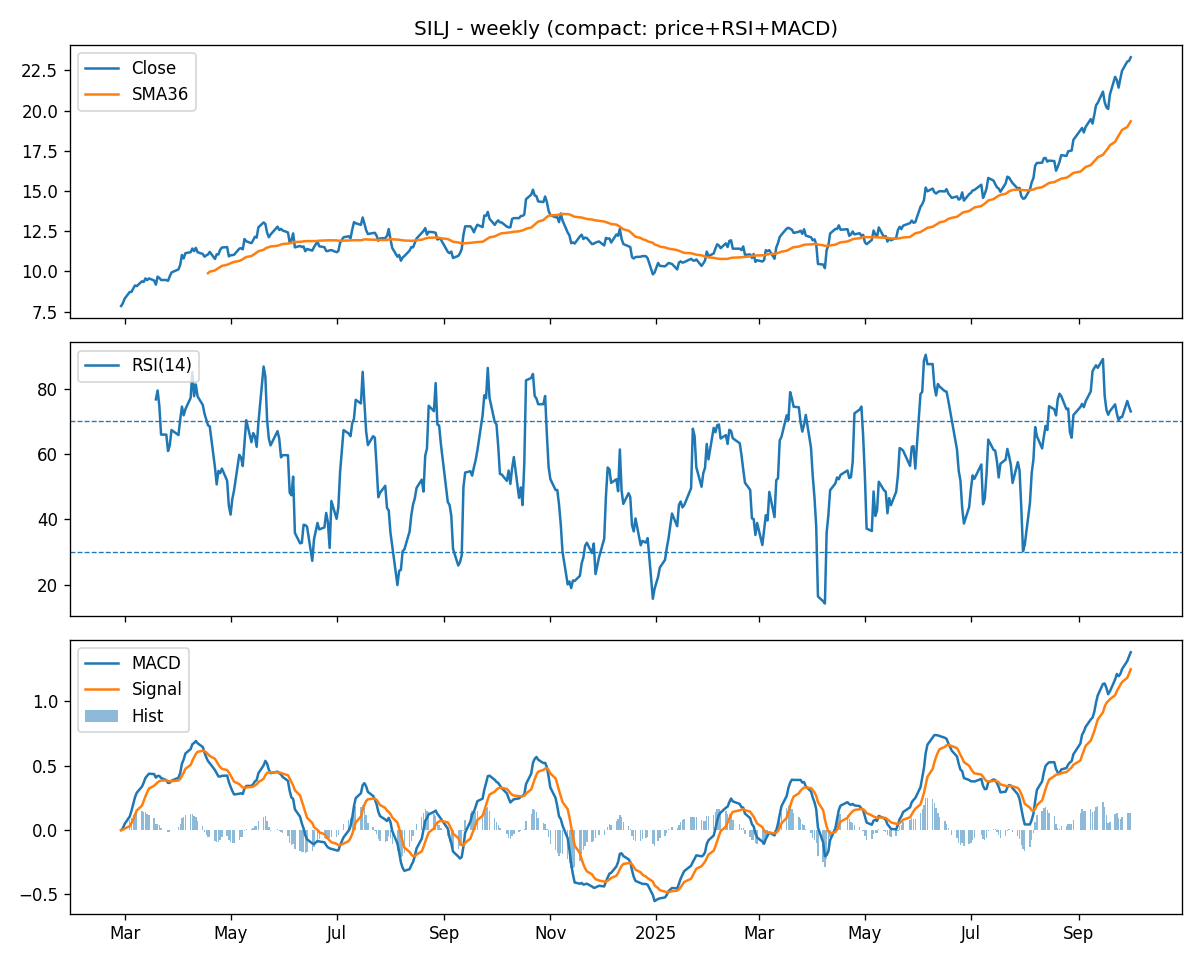 SILJ - weekly (compact: price+RSI+MACD)
Close
SMA36
22.5
20.0
17.5
15.0
12.5
10.0
7.5
RSI(14)
80
60
40
20
MACD
Signal
Hist
1.0
0.5
0.0
−0.5
Mar May Jul Sep Nov 2025 Mar May Jul Sep